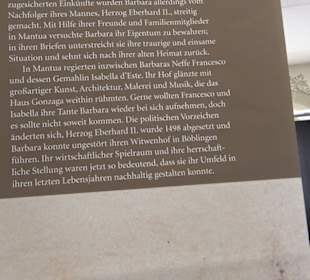 zugesicherten Einkünfte wurden Barbara allerdings vom
Nachfolger ihres Mannes, Herzog Eberhard II., streitig
gemacht. Mit Hilfe ihrer Freunde und Familienmitglieder
in Mantua versuchte Barbara ihr Eigentum zu bewahren;
in ihren Briefen unterstreicht sie ihre traurige und einsame
Situation und sehnt sich nach ihrer alten Heimat zurück.
In Mantua regierten inzwischen Barbaras Neffe Francesco
und dessen Gemahlin Isabella d'Este. Ihr Hof glänzte mit
großartiger Kunst, Architektur, Malerei und Musik, die das
Haus Gonzaga weithin rühmten. Gerne wollten Francesco und
Isabella ihre Tante Barbara wieder bei sich aufnehmen, doch
es sollte nicht soweit kommen. Die politischen Vorzeichen
änderten sich, Herzog Eberhard II. wurde 1498 abgesetzt und
Barbara konnte ungestört ihren Witwenhof in Böblingen
führen. Ihr wirtschaftlicher Spielraum und ihre herrschaft-
liche Stellung waren jetzt so bedeutend, dass sie ihr Umfeld in
ihren letzten Lebensjahren nachhaltig gestalten konnte.